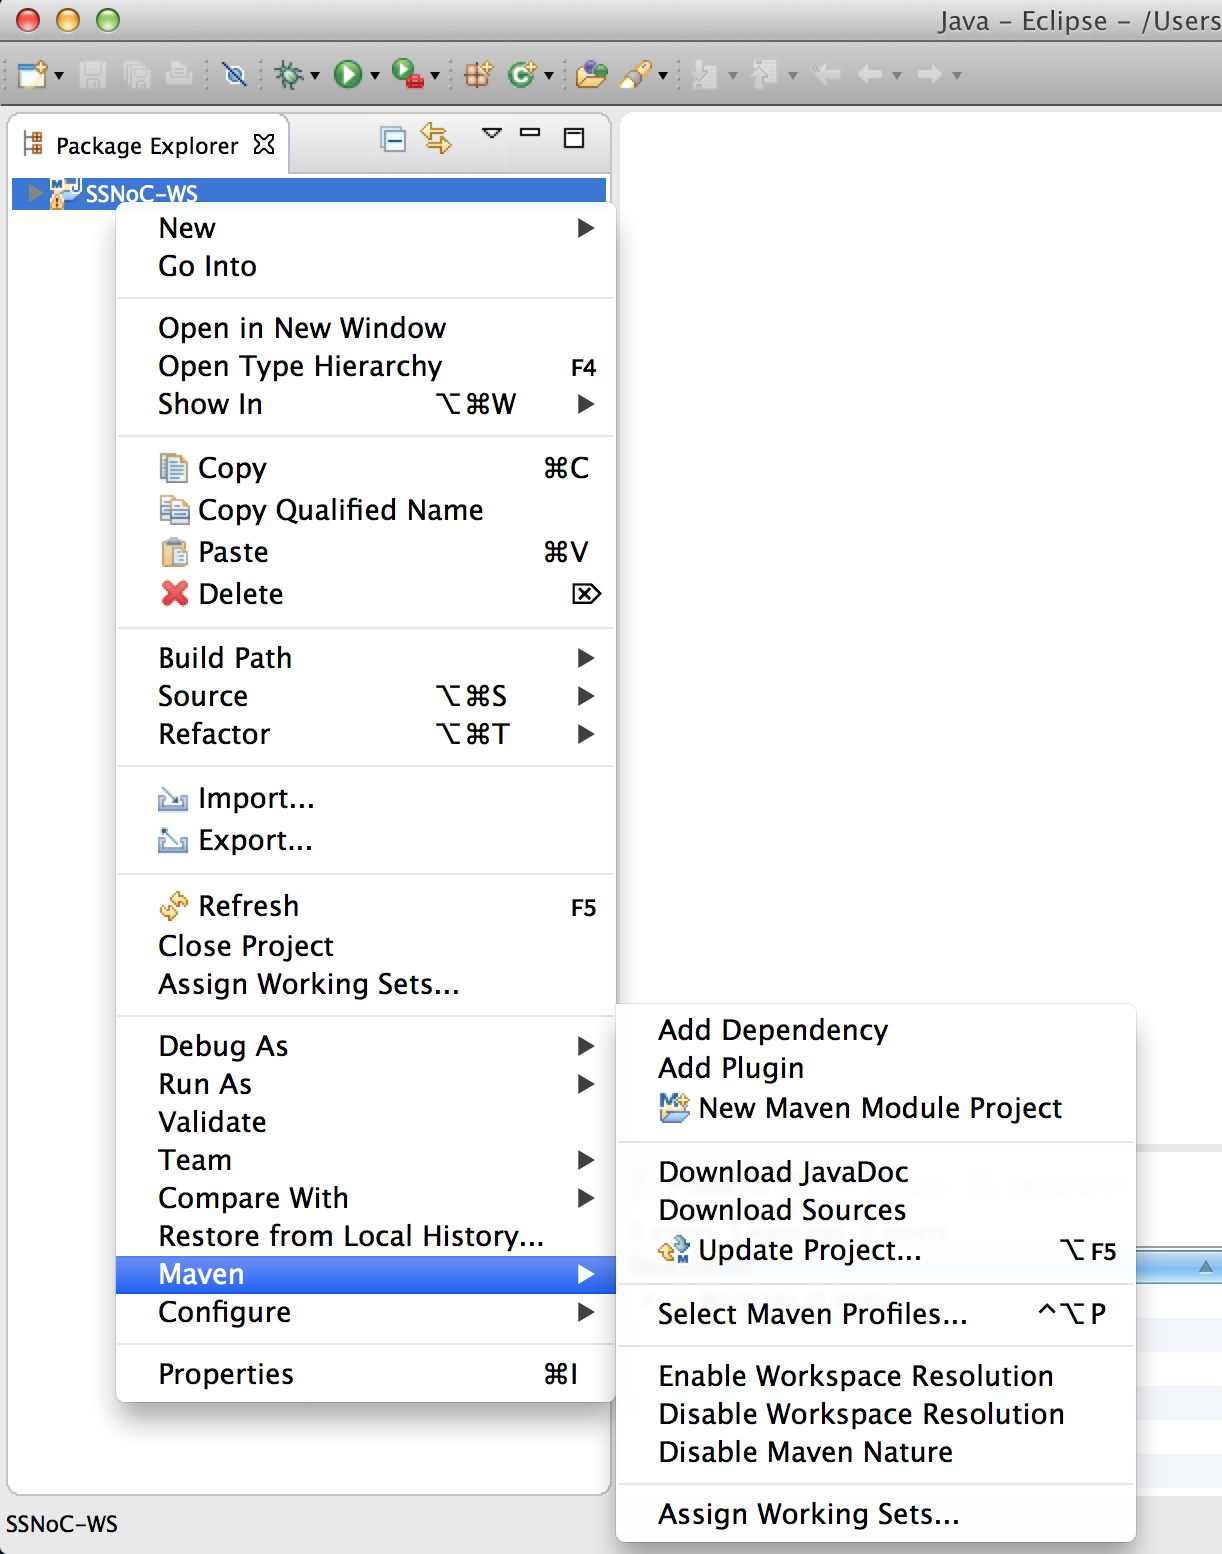 Java – Eclipse – /Users
Package Explorer
SSNoC-WS
New
Go Into
Open in New Window
Open Type Hierarchy F4
Show In ⌥⌘W
Copy ⌘C
Copy Qualified Name
Paste ⌘V
Delete ⌦
Build Path
Source ⌥⌘S
Refactor ⌥⌘T
Import...
Export...
Refresh F5
Close Project
Assign Working Sets...
Debug As
Run As
Validate
Team
Compare With
Restore from Local History...
Maven
Configure
Properties ⌘I
Add Dependency
Add Plugin
New Maven Module Project
Download JavaDoc
Download Sources
Update Project... ⌥F5
Select Maven Profiles... ^⌥P
Enable Workspace Resolution
Disable Workspace Resolution
Disable Maven Nature
Assign Working Sets...
SSNoC-WS